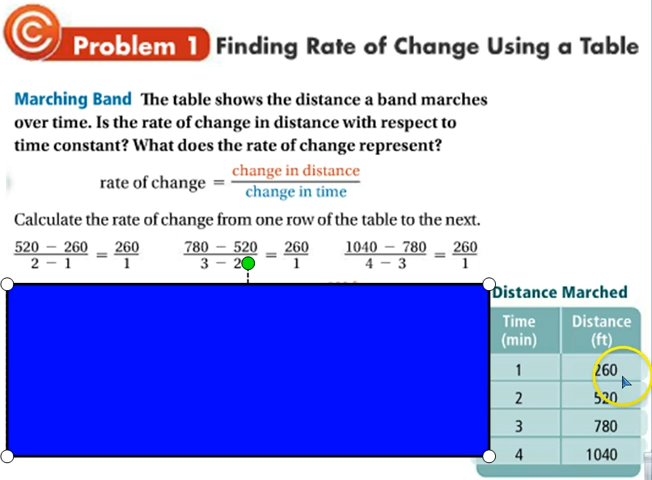 C
Problem 1 Finding Rate of Change Using a Table
Marching Band The table shows the distance a band marches
over time. Is the rate of change in distance with respect to
time constant? What does the rate of change represent?
rate of change = change in distance / change in time
Calculate the rate of change from one row of the table to the next.
520 − 260 / 2 − 1 = 260 / 1 780 − 520 / 3 − 2 = 260 / 1 1040 − 780 / 4 − 3 = 260 / 1
Distance Marched
Time (min) Distance (ft)
1 260
2 520
3 780
4 1040